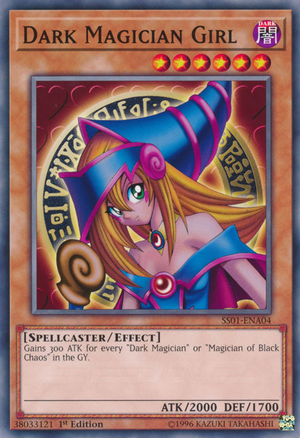 DARK MAGICIAN GIRL
DARK
闇
SS01-ENA04
[SPELLCASTER/EFFECT]
Gains 300 ATK for every "Dark Magician" or "Magician of Black
Chaos" in the GY.
ATK/2000 DEF/1700
38033121 1st Edition ©1996 KAZUKI TAKAHASHI